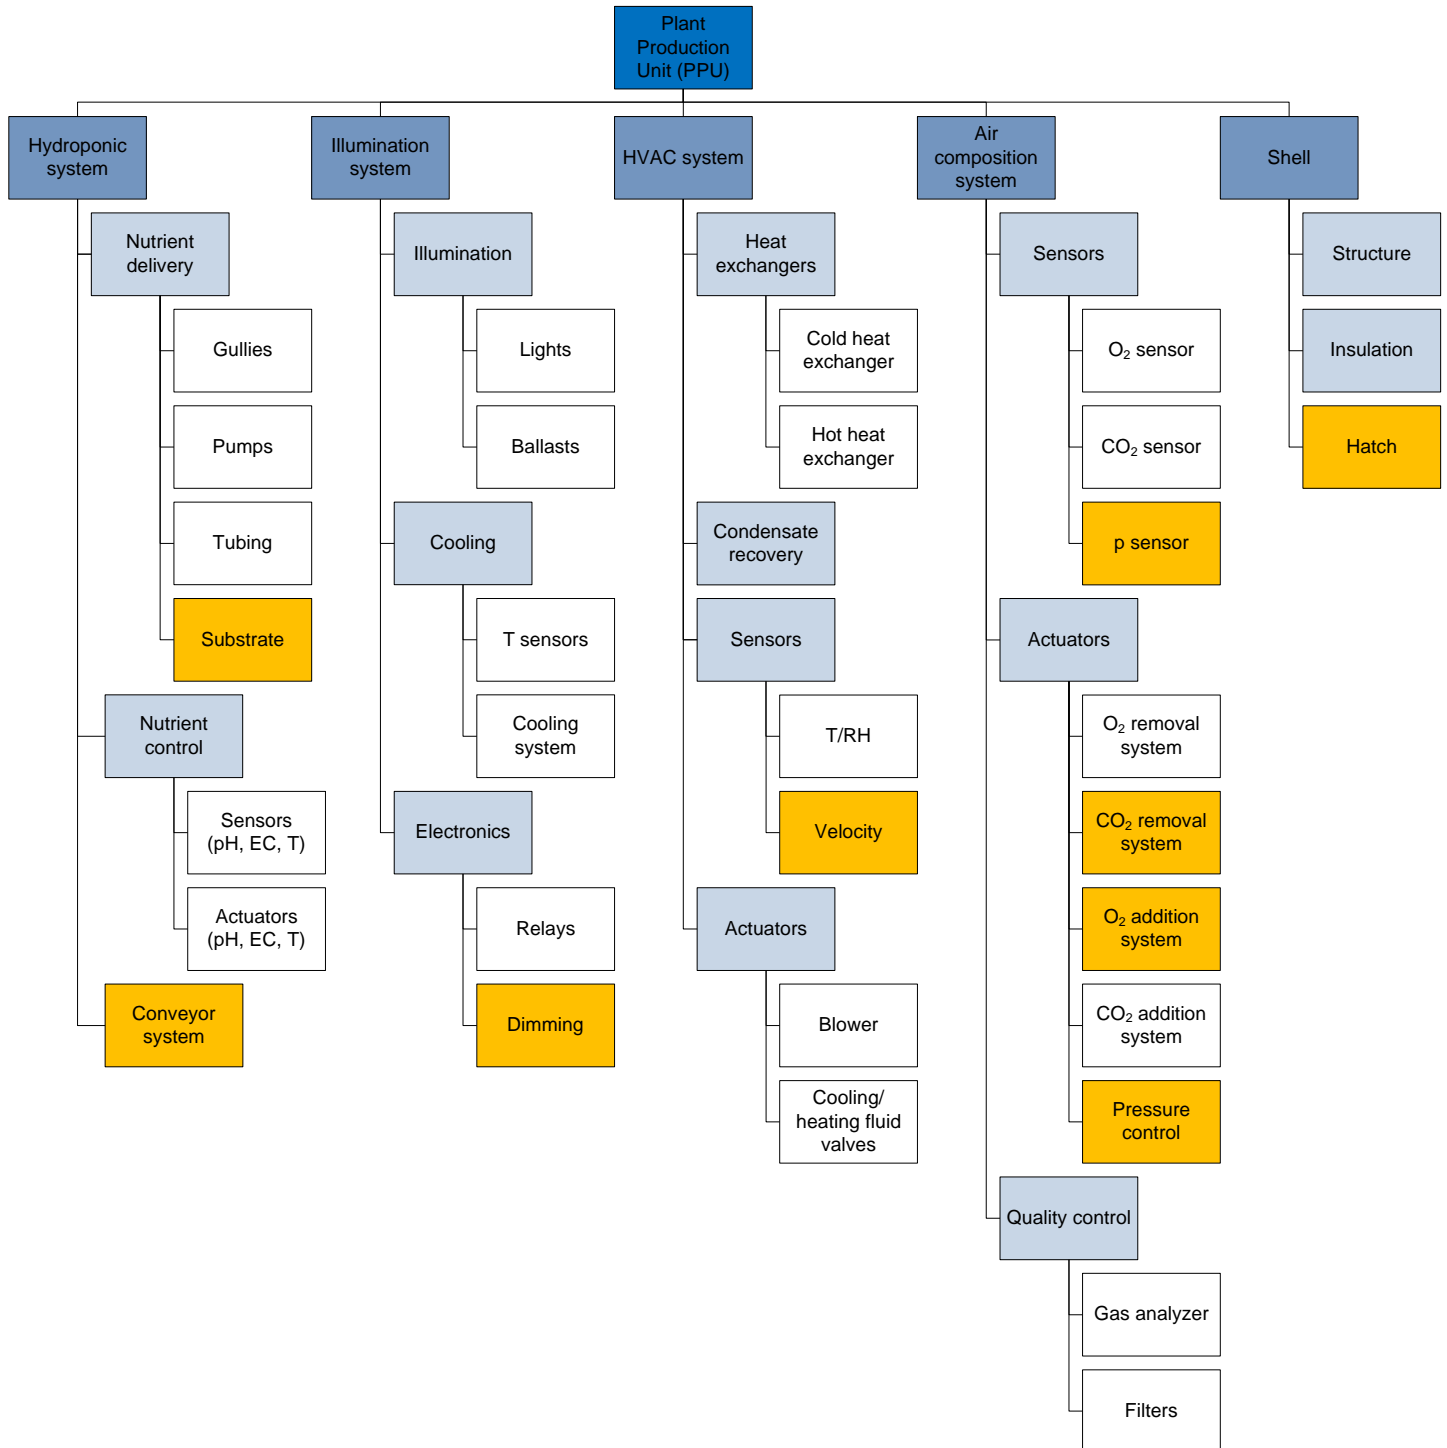 Plant
Production
Unit (PPU)
Hydroponic
system
Nutrient
delivery
Gullies
Pumps
Tubing
Substrate
Nutrient
control
Sensors
(pH, EC, T)
Actuators
(pH, EC, T)
Conveyor
system
Illumination
system
Illumination
Lights
Ballasts
Cooling
T sensors
Cooling
system
Electronics
Relays
Dimming
HVAC system
Heat
exchangers
Cold heat
exchanger
Hot heat
exchanger
Condensate
recovery
Sensors
T/RH
Velocity
Actuators
Blower
Cooling/
heating fluid
valves
Air
composition
system
Sensors
O₂ sensor
CO₂ sensor
p sensor
Actuators
O₂ removal
system
CO₂ removal
system
O₂ addition
system
CO₂ addition
system
Pressure
control
Quality control
Gas analyzer
Filters
Shell
Structure
Insulation
Hatch